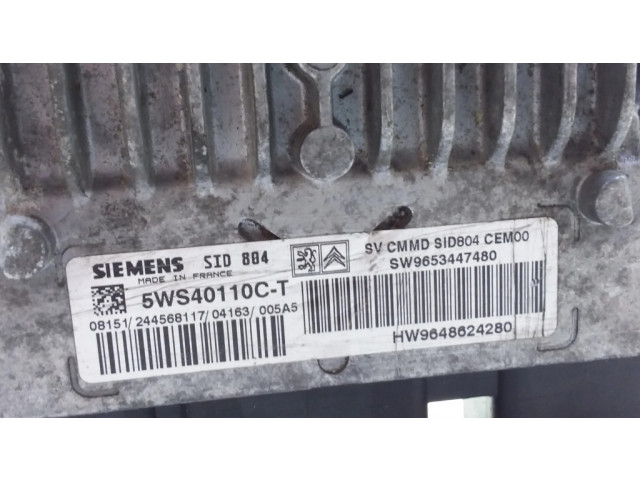 SIEMENS SID 804
MADE IN FRANCE
5WS40110C-T
08151/244568117/04163/005A5
SV CMMD SID804 CEM00
SW9653447480
HW9648624280